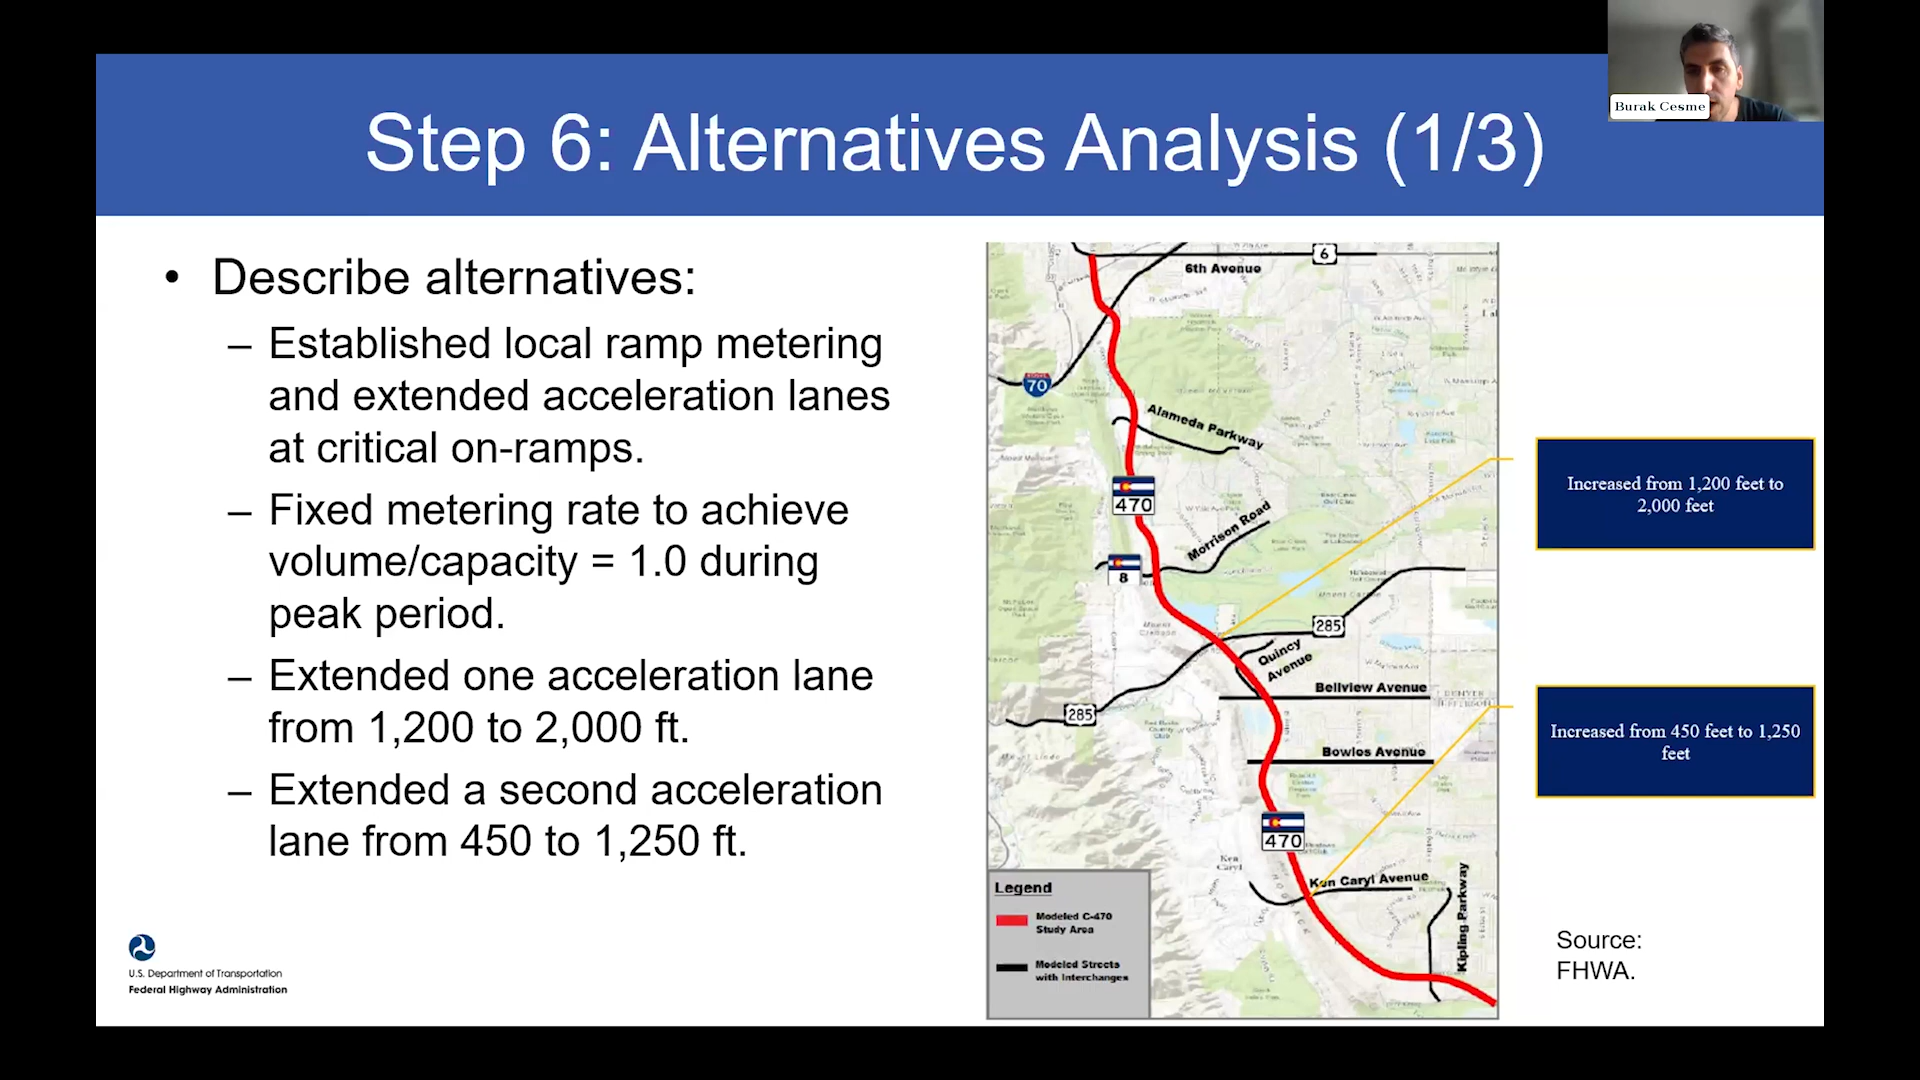 Burak Cesme
Step 6: Alternatives Analysis (1/3)
• Describe alternatives:
– Established local ramp metering
and extended acceleration lanes
at critical on-ramps.
– Fixed metering rate to achieve
volume/capacity = 1.0 during
peak period.
– Extended one acceleration lane
from 1,200 to 2,000 ft.
– Extended a second acceleration
lane from 450 to 1,250 ft.
U.S. Department of Transportation
Federal Highway Administration
6
6th Avenue
70
Alameda Parkway
470
Morrison Road
8
285
Quincy
Avenue
Bellview Avenue
285
Bowles Avenue
470
Ken
Caryl
Ken Caryl Avenue
Kipling Parkway
Legend
Modeled C-470
Study Area
Modeled Streets
with Interchanges
Increased from 1,200 feet to
2,000 feet
Increased from 450 feet to 1,250
feet
Source:
FHWA.